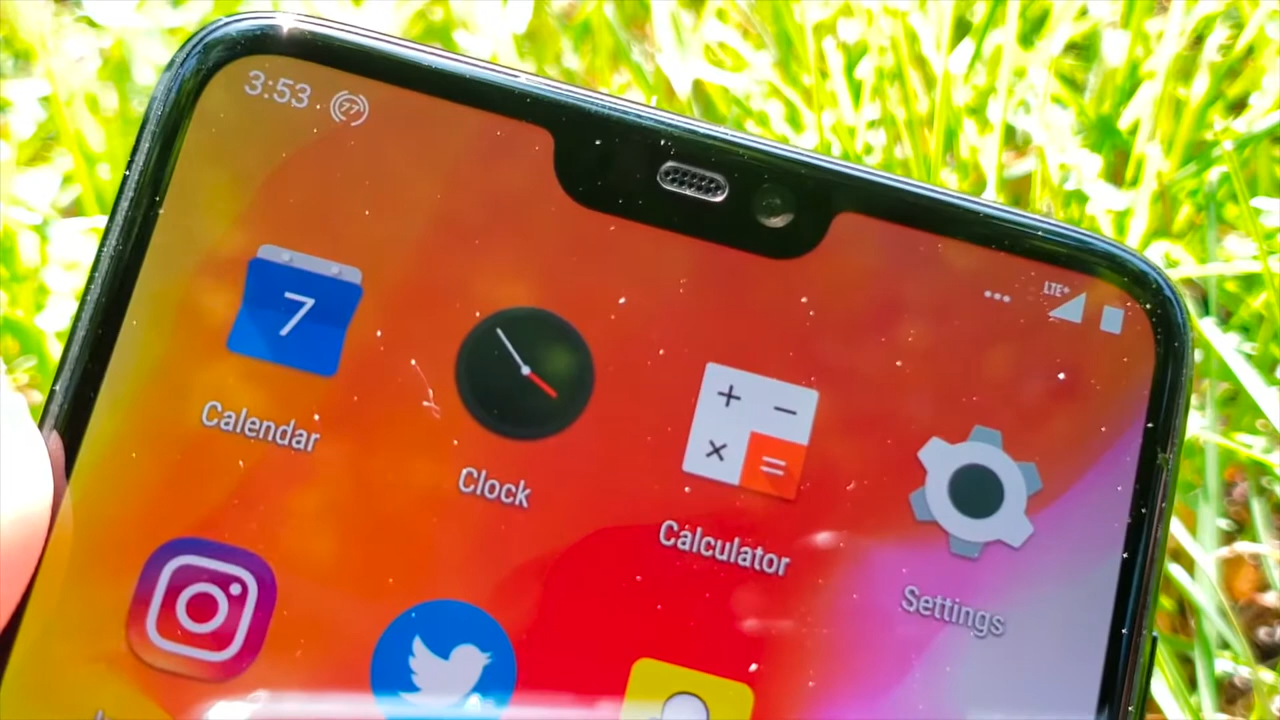 3:53 77
LTE+
7
Calendar
Clock
+ −
× =
Calculator
Settings